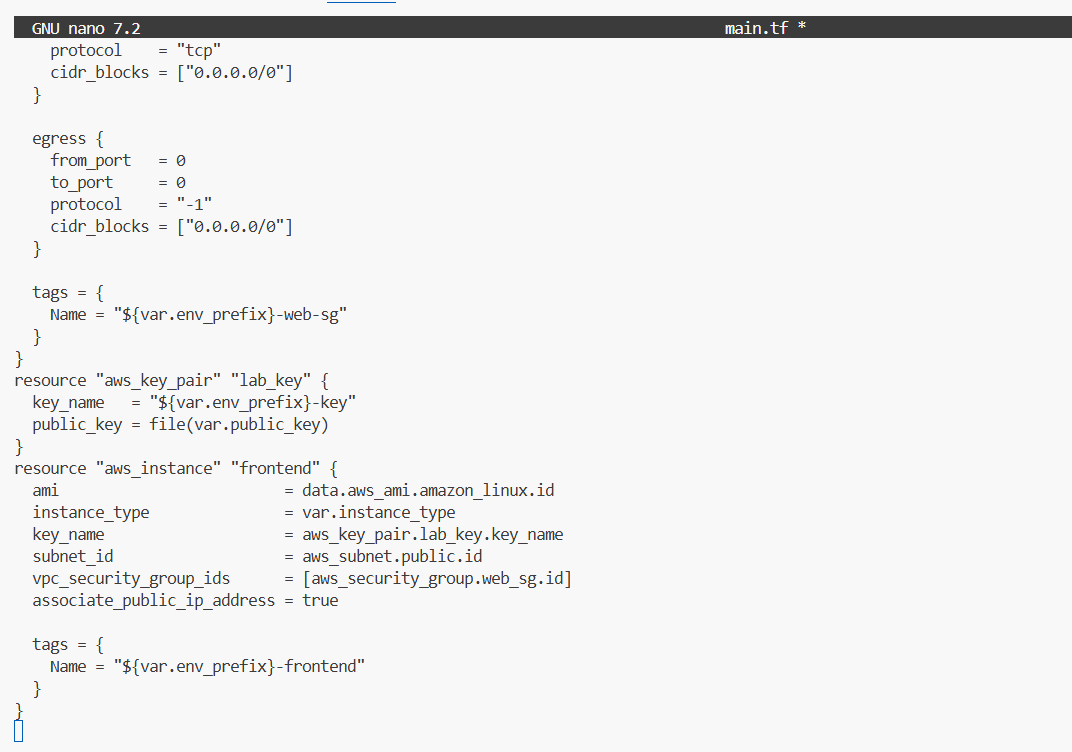 GNU nano 7.2 main.tf *
    protocol    = "tcp"
    cidr_blocks = ["0.0.0.0/0"]
  }

  egress {
    from_port   = 0
    to_port     = 0
    protocol    = "-1"
    cidr_blocks = ["0.0.0.0/0"]
  }

  tags = {
    Name = "${var.env_prefix}-web-sg"
  }
}
resource "aws_key_pair" "lab_key" {
  key_name   = "${var.env_prefix}-key"
  public_key = file(var.public_key)
}
resource "aws_instance" "frontend" {
  ami                         = data.aws_ami.amazon_linux.id
  instance_type               = var.instance_type
  key_name                    = aws_key_pair.lab_key.key_name
  subnet_id                   = aws_subnet.public.id
  vpc_security_group_ids      = [aws_security_group.web_sg.id]
  associate_public_ip_address = true

  tags = {
    Name = "${var.env_prefix}-frontend"
  }
}